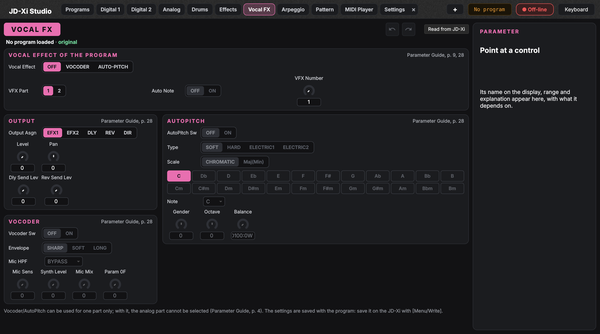 JD-Xi Studio Programs Digital 1 Digital 2 Analog Drums Effects Vocal FX Arpeggio Pattern MIDI Player Settings × + No program Off-line Keyboard
VOCAL FX
Read from JD-Xi
No program loaded · original
VOCAL EFFECT OF THE PROGRAM Parameter Guide, p. 8, 28
Vocal Effect OFF VOCODER AUTO-PITCH
VFX Number
VFX Part 1 2 Auto Note OFF ON
1
OUTPUT Parameter Guide, p. 28
Output Asgn EFX1 EFX2 DLY REV DIR
Level Pan
0 0
Dly Send Lev Rev Send Lev
0 0
VOCODER Parameter Guide, p. 28
Vocoder Sw OFF ON
Envelope SHARP SOFT LONG
Mic HPF BYPASS
Mic Sens Synth Level Mic Mix Param 0F
0 0 0 0
AUTOPITCH Parameter Guide, p. 28
AutoPitch Sw OFF ON
Type SOFT HARD ELECTRIC1 ELECTRIC2
Scale CHROMATIC Maj(Min)
C Db D Eb E F F# G Ab A Bb B
Cm C#m Dm D#m Em Fm F#m Gm G#m Am Bbm Bm
Note C
Gender Octave Balance
0 0 D100:0W
Vocoder/AutoPitch can be used for one part only; with it, the analog part cannot be selected (Parameter Guide, p. 4). The settings are saved with the program: save it on the JD-Xi with [Menu/Write].
PARAMETER
Point at a control
Its name on the display, range and
explanation appear here, with what it
depends on.